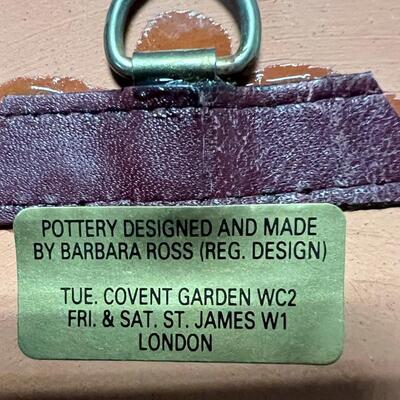 POTTERY DESIGNED AND MADE
BY BARBARA ROSS (REG. DESIGN)
TUE. COVENT GARDEN WC2
FRI. & SAT. ST. JAMES W1
LONDON